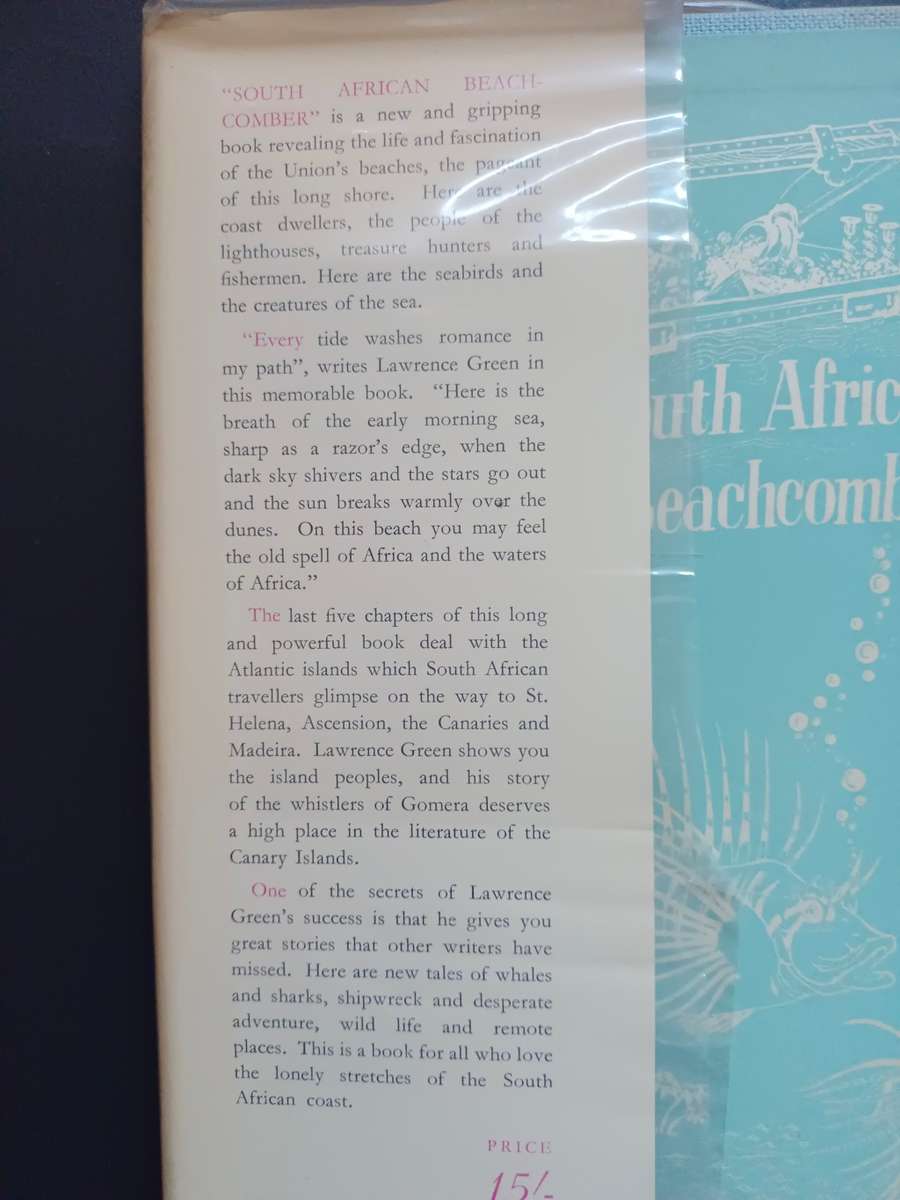 “SOUTH AFRICAN BEACH-
COMBER” is a new and gripping
book revealing the life and fascination
of the Union’s beaches, the pageant
of this long shore. Here are the
coast dwellers, the people of the
lighthouses, treasure hunters and
fishermen. Here are the seabirds and
the creatures of the sea.
“Every tide washes romance in
my path”, writes Lawrence Green in
this memorable book. “Here is the
breath of the early morning sea,
sharp as a razor’s edge, when the
dark sky shivers and the stars go out
and the sun breaks warmly over the
dunes. On this beach you may feel
the old spell of Africa and the waters
of Africa.”
The last five chapters of this long
and powerful book deal with the
Atlantic islands which South African
travellers glimpse on the way to St.
Helena, Ascension, the Canaries and
Madeira. Lawrence Green shows you
the island peoples, and his story
of the whistlers of Gomera deserves
a high place in the literature of the
Canary Islands.
One of the secrets of Lawrence
Green’s success is that he gives you
great stories that other writers have
missed. Here are new tales of whales
and sharks, shipwreck and desperate
adventure, wild life and remote
places. This is a book for all who love
the lonely stretches of the South
African coast.
PRICE
15/-
uth Afric
eachcomb